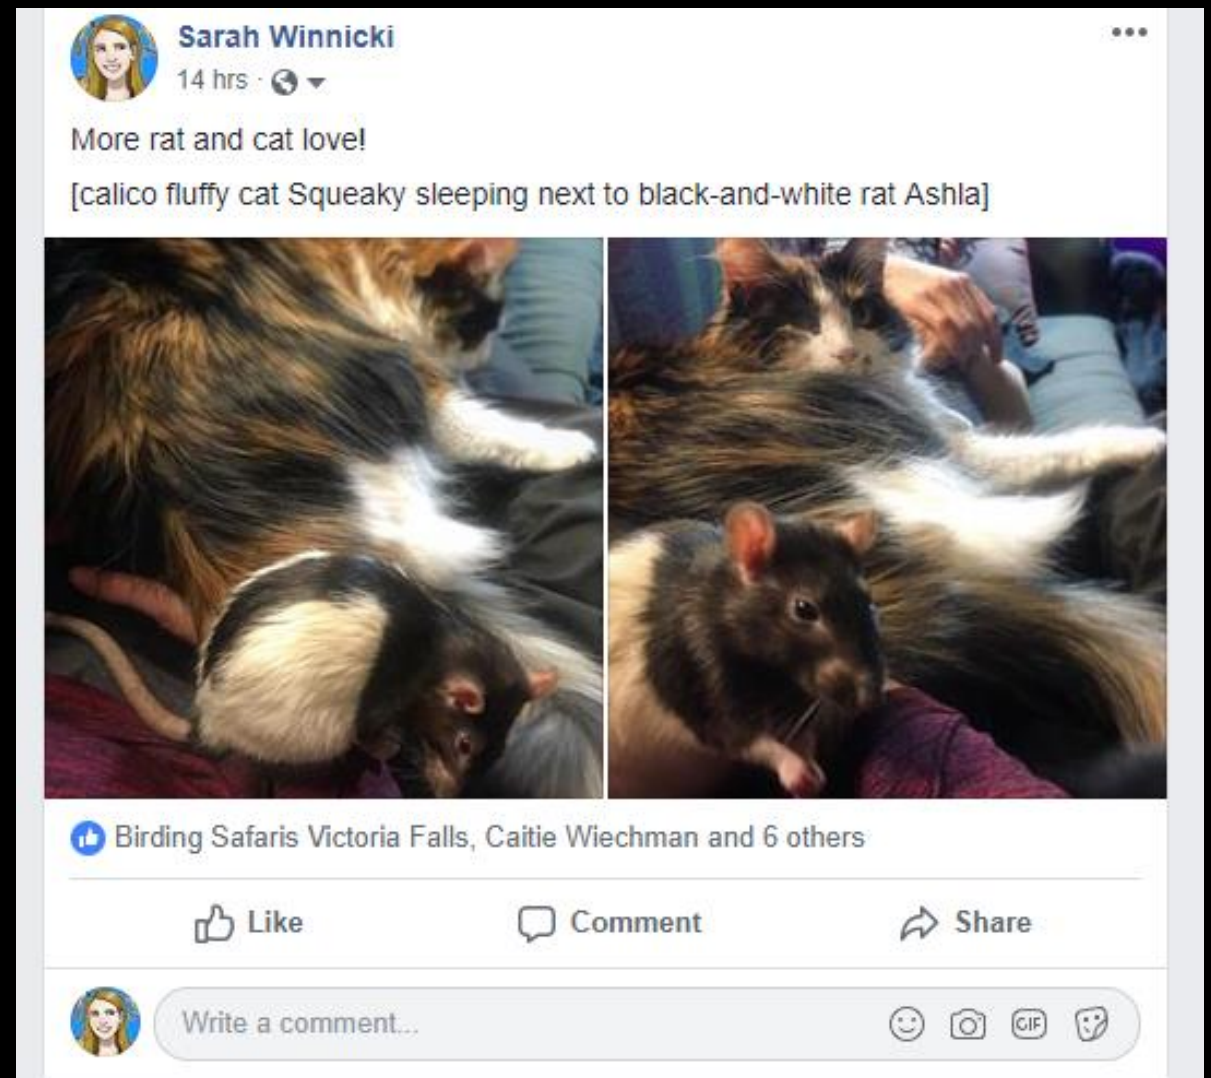 Sarah Winnicki
14 hrs ·
More rat and cat love!
[calico fluffy cat Squeaky sleeping next to black-and-white rat Ashla]
Birding Safaris Victoria Falls, Caitie Wiechman and 6 others
Like Comment Share
Write a comment...
GIF